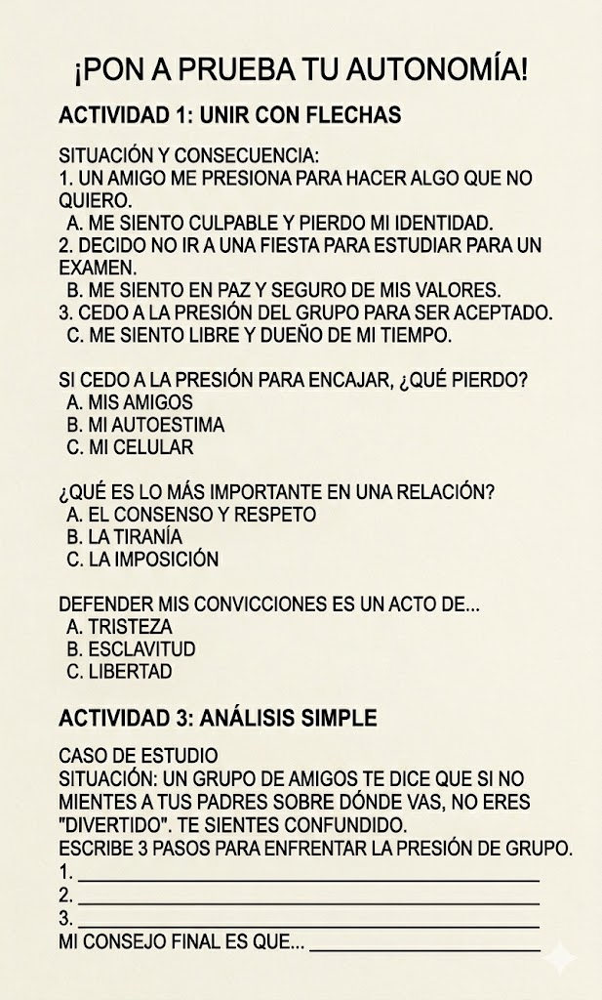 ¡PON A PRUEBA TU AUTONOMÍA!
ACTIVIDAD 1: UNIR CON FLECHAS
SITUACIÓN Y CONSECUENCIA:
1. UN AMIGO ME PRESIONA PARA HACER ALGO QUE NO
QUIERO.
A. ME SIENTO CULPABLE Y PIERDO MI IDENTIDAD.
2. DECIDO NO IR A UNA FIESTA PARA ESTUDIAR PARA UN
EXAMEN.
B. ME SIENTO EN PAZ Y SEGURO DE MIS VALORES.
3. CEDO A LA PRESIÓN DEL GRUPO PARA SER ACEPTADO.
C. ME SIENTO LIBRE Y DUEÑO DE MI TIEMPO.
SI CEDO A LA PRESIÓN PARA ENCAJAR, ¿QUÉ PIERDO?
A. MIS AMIGOS
B. MI AUTOESTIMA
C. MI CELULAR
¿QUÉ ES LO MÁS IMPORTANTE EN UNA RELACIÓN?
A. EL CONSENSO Y RESPETO
B. LA TIRANÍA
C. LA IMPOSICIÓN
DEFENDER MIS CONVICCIONES ES UN ACTO DE...
A. TRISTEZA
B. ESCLAVITUD
C. LIBERTAD
ACTIVIDAD 3: ANÁLISIS SIMPLE
CASO DE ESTUDIO
SITUACIÓN: UN GRUPO DE AMIGOS TE DICE QUE SI NO
MIENTES A TUS PADRES SOBRE DÓNDE VAS, NO ERES
"DIVERTIDO". TE SIENTES CONFUNDIDO.
ESCRIBE 3 PASOS PARA ENFRENTAR LA PRESIÓN DE GRUPO.
1. ____________________
2. ____________________
3. ____________________
MI CONSEJO FINAL ES QUE... ____________________